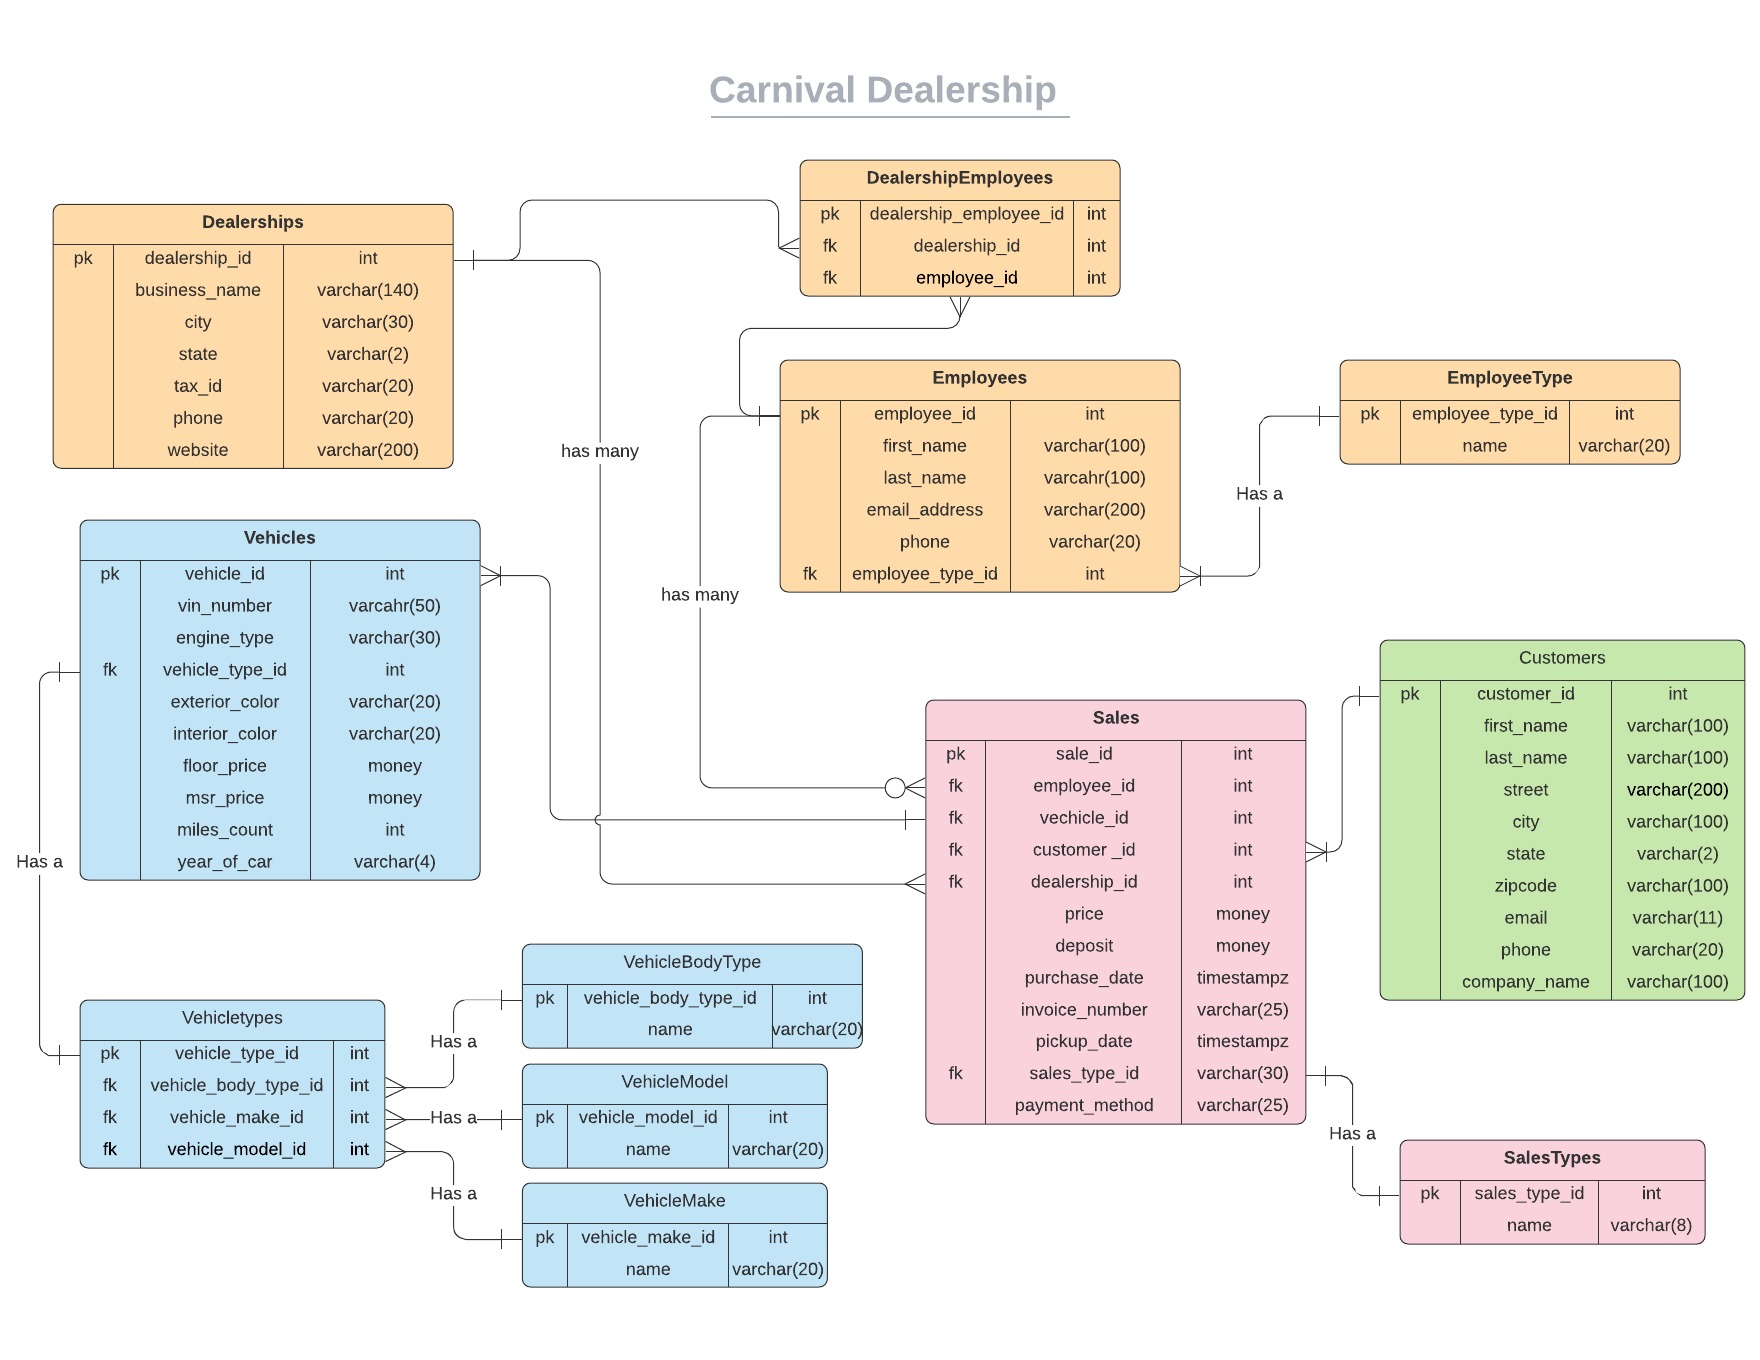 Carnival Dealership
DealershipEmployees
pk dealership_employee_id int
fk dealership_id int
fk employee_id int
Dealerships
pk dealership_id int
business_name varchar(140)
city varchar(30)
state varchar(2)
tax_id varchar(20)
phone varchar(20)
website varchar(200)
has many
Employees
pk employee_id int
first_name varchar(100)
last_name varcahr(100)
email_address varchar(200)
phone varchar(20)
fk employee_type_id int
EmployeeType
pk employee_type_id int
name varchar(20)
Has a
has many
Vehicles
pk vehicle_id int
vin_number varcahr(50)
engine_type varchar(30)
fk vehicle_type_id int
exterior_color varchar(20)
interior_color varchar(20)
floor_price money
msr_price money
miles_count int
year_of_car varchar(4)
Has a
Customers
pk customer_id int
first_name varchar(100)
last_name varchar(100)
street varchar(200)
city varchar(100)
state varchar(2)
zipcode varchar(100)
email varchar(11)
phone varchar(20)
company_name varchar(100)
Sales
pk sale_id int
fk employee_id int
fk vechicle_id int
fk customer _id int
fk dealership_id int
price money
deposit money
purchase_date timestampz
invoice_number varchar(25)
pickup_date timestampz
fk sales_type_id varchar(30)
payment_method varchar(25)
Has a
SalesTypes
pk sales_type_id int
name varchar(8)
Vehicletypes
pk vehicle_type_id int
fk vehicle_body_type_id int
fk vehicle_make_id int
fk vehicle_model_id int
Has a
Has a
Has a
VehicleBodyType
pk vehicle_body_type_id int
name varchar(20)
VehicleModel
pk vehicle_model_id int
name varchar(20)
VehicleMake
pk vehicle_make_id int
name varchar(20)